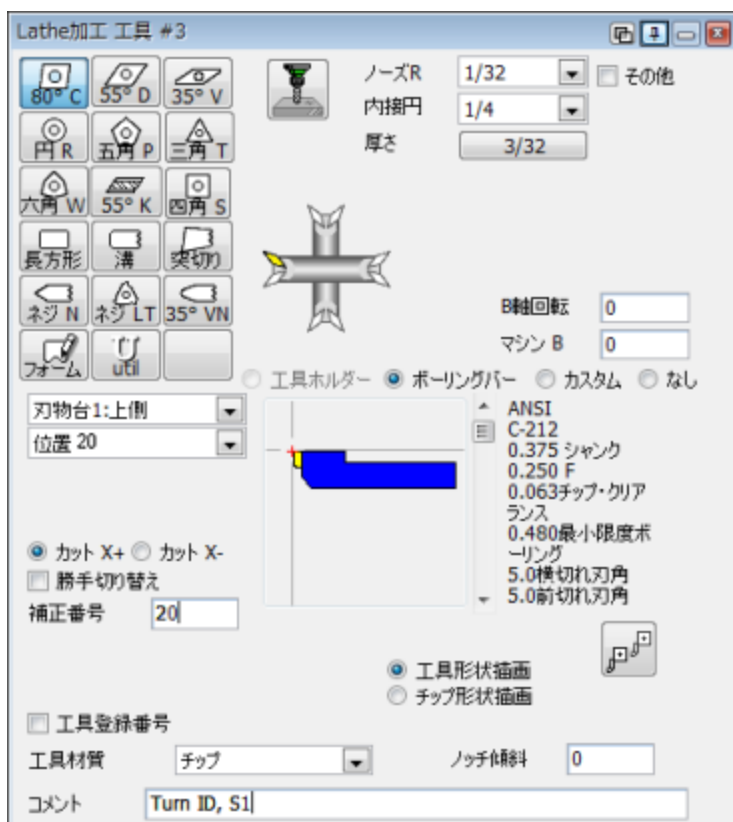 Lathe加工 工具 #3
80° C
55° D
35° V
円 R
五角 P
三角 T
六角 W
55° K
四角 S
長方形
溝
突切り
ネジ N
ネジ LT
35° VN
フォーム
util
ノーズR
1/32
その他
内接円
1/4
厚さ
3/32
B軸回転
0
マシン B
0
工具ホルダー
ボーリングバー
カスタム
なし
刃物台1:上側
位置 20
ANSI
C-212
0.375 シャンク
0.250 F
0.063チップ・クリア
ランス
0.480最小限度ボ
ーリング
5.0横切れ刃角
5.0前切れ刃角
カット X+
カット X-
勝手切り替え
補正番号
20
工具形状描画
チップ形状描画
工具登録番号
工具材質
チップ
ノッチ傾斜
0
コメント
Turn ID, S1